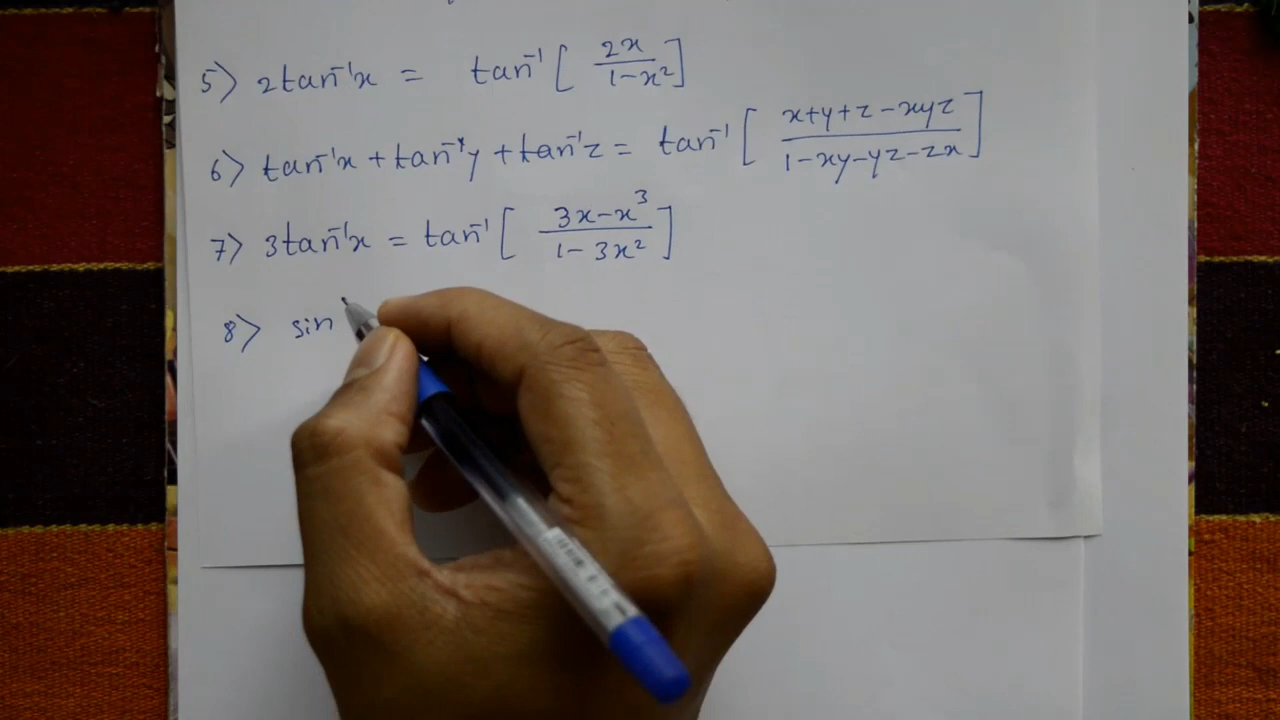 5) 2tan⁻¹x = tan⁻¹[ 2x / 1-x² ]
6) tan⁻¹x + tan⁻¹y + tan⁻¹z = tan⁻¹[ x+y+z-xyz / 1-xy-yz-zx ]
7) 3tan⁻¹x = tan⁻¹[ 3x-x³ / 1-3x² ]
8) sin